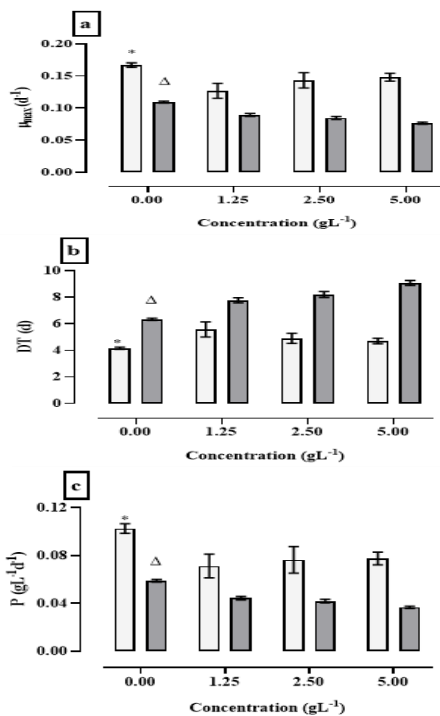 a
0.20
0.15
0.10
0.05
0.00
μmax(d-1)
*
Δ
0.00 1.25 2.50 5.00
Concentration (gL-1)
b
10
8
6
4
2
0
DT (d)
*
Δ
0.00 1.25 2.50 5.00
Concentration (gL-1)
c
0.12
0.08
0.04
0.00
P (gL-1d-1)
*
Δ
0.00 1.25 2.50 5.00
Concentration (gL-1)